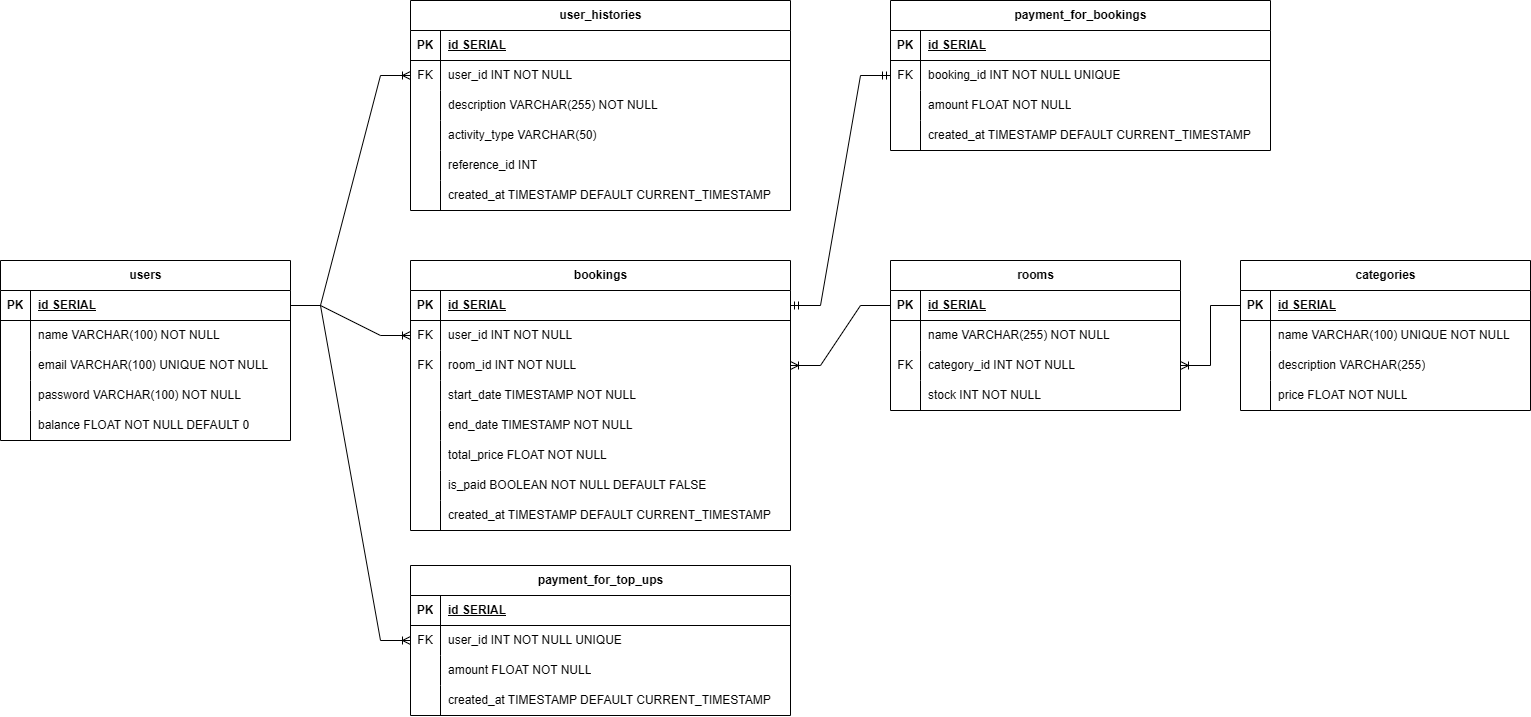 user_histories
PK id SERIAL
FK user_id INT NOT NULL
description VARCHAR(255) NOT NULL
activity_type VARCHAR(50)
reference_id INT
created_at TIMESTAMP DEFAULT CURRENT_TIMESTAMP
payment_for_bookings
PK id SERIAL
FK booking_id INT NOT NULL UNIQUE
amount FLOAT NOT NULL
created_at TIMESTAMP DEFAULT CURRENT_TIMESTAMP
users
PK id SERIAL
name VARCHAR(100) NOT NULL
email VARCHAR(100) UNIQUE NOT NULL
password VARCHAR(100) NOT NULL
balance FLOAT NOT NULL DEFAULT 0
bookings
PK id SERIAL
FK user_id INT NOT NULL
FK room_id INT NOT NULL
start_date TIMESTAMP NOT NULL
end_date TIMESTAMP NOT NULL
total_price FLOAT NOT NULL
is_paid BOOLEAN NOT NULL DEFAULT FALSE
created_at TIMESTAMP DEFAULT CURRENT_TIMESTAMP
rooms
PK id SERIAL
name VARCHAR(255) NOT NULL
FK category_id INT NOT NULL
stock INT NOT NULL
categories
PK id SERIAL
name VARCHAR(100) UNIQUE NOT NULL
description VARCHAR(255)
price FLOAT NOT NULL
payment_for_top_ups
PK id SERIAL
FK user_id INT NOT NULL UNIQUE
amount FLOAT NOT NULL
created_at TIMESTAMP DEFAULT CURRENT_TIMESTAMP